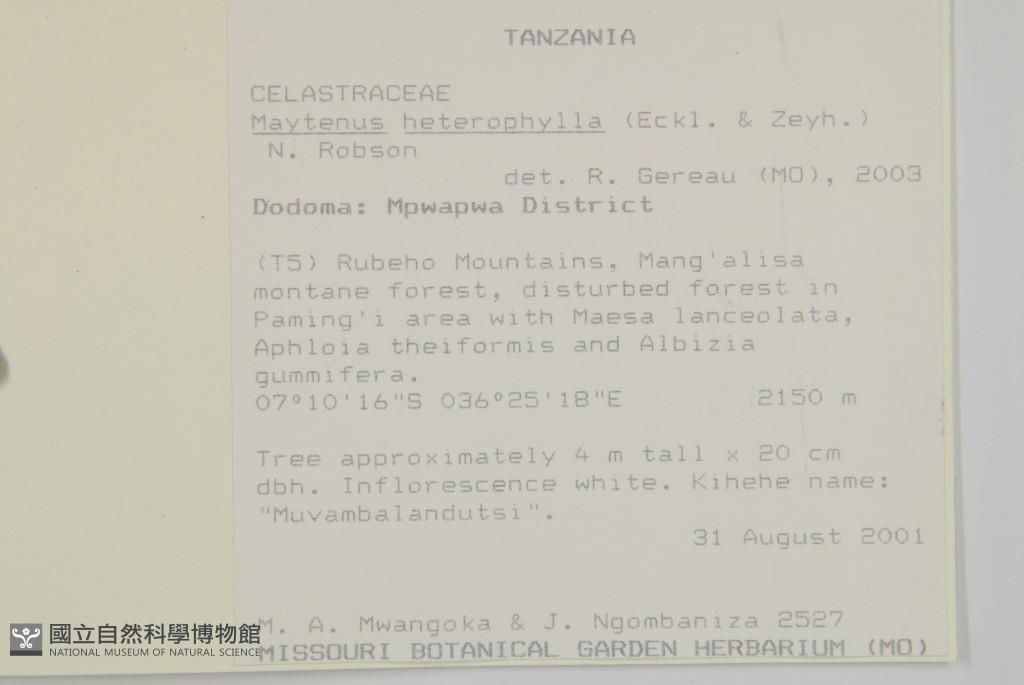 TANZANIA
CELASTRACEAE
Maytenus heterophylla (Eckl. & Zeyh.)
N. Robson
det. R. Gereau (MO), 2003
Dodoma: Mpwapwa District
(T5) Rubeho Mountains, Mang'alisa
montane forest, disturbed forest in
Paming'i area with Maesa lanceolata,
Aphloia theiformis and Albizia
gummifera.
07°10'16"S 036°25'18"E 2150 m
Tree approximately 4 m tall x 20 cm
dbh. Inflorescence white. Kihehe name:
"Muvambalandutsi".
31 August 2001
M. A. Mwangoka & J. Ngombaniza 2527
MISSOURI BOTANICAL GARDEN HERBARIUM (MO)
國立自然科學博物館
NATIONAL MUSEUM OF NATURAL SCIENCE